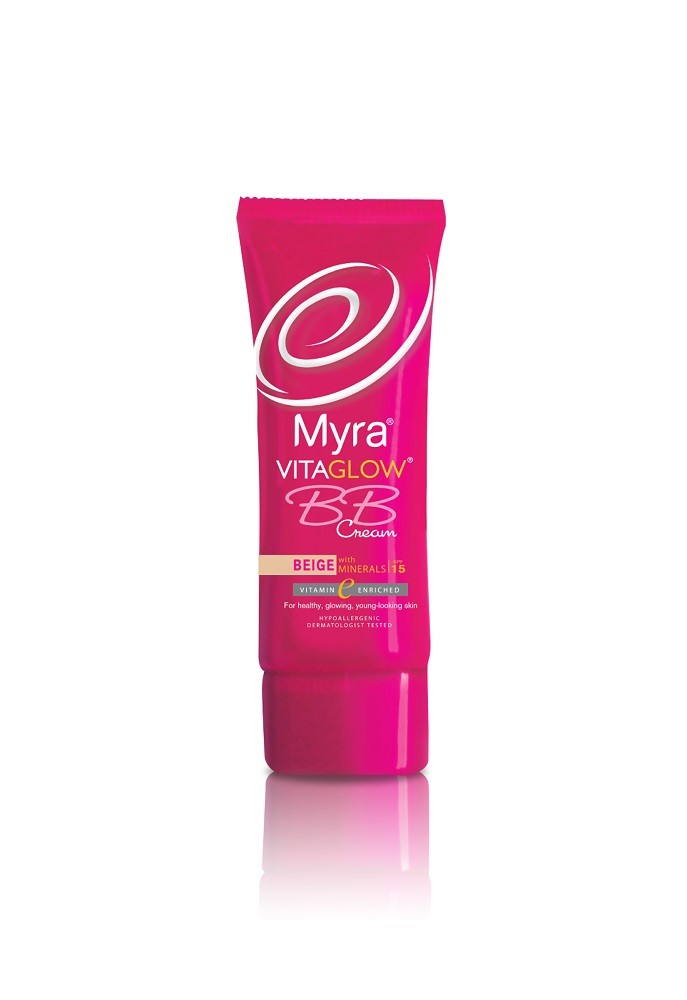 Myra®
VITAGLOW®
BB
Cream
BEIGE with MINERALS SPF 15
VITAMIN e ENRICHED
For healthy, glowing, young-looking skin
HYPOALLERGENIC
DERMATOLOGIST TESTED